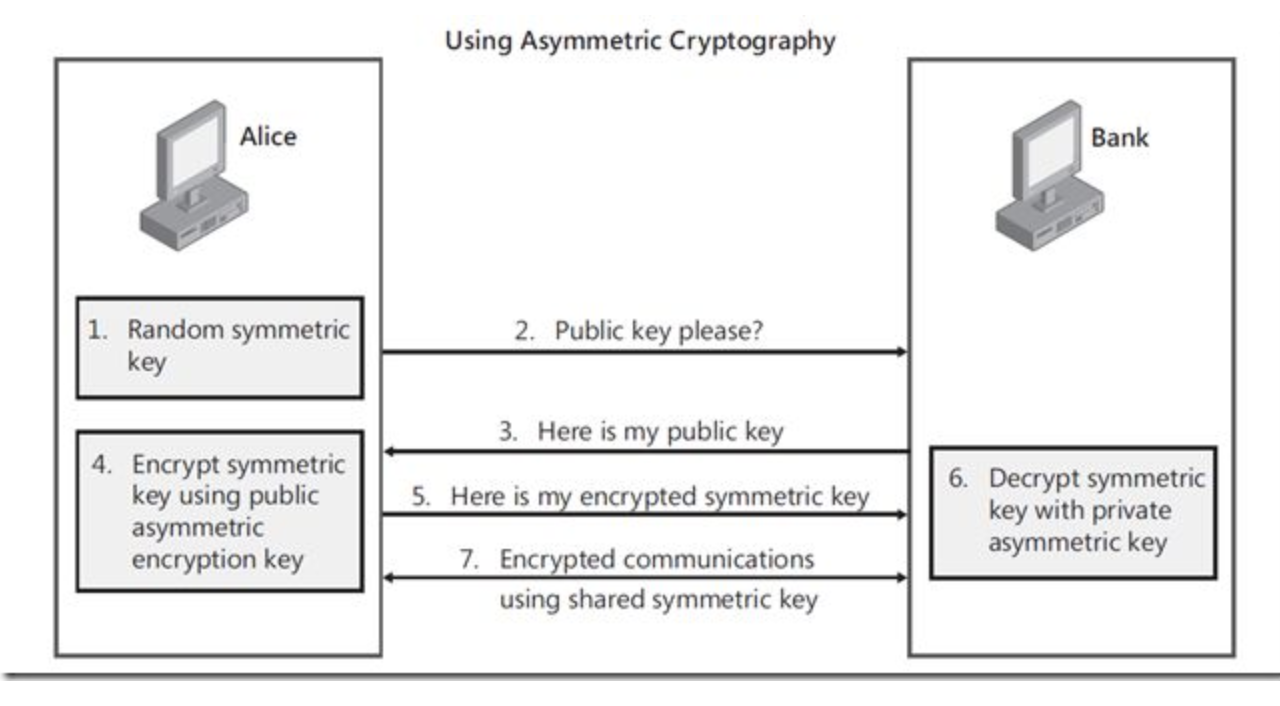 Using Asymmetric Cryptography
Alice
Bank
1. Random symmetric
key
2. Public key please?
3. Here is my public key
4. Encrypt symmetric
key using public
asymmetric
encryption key
5. Here is my encrypted symmetric key
6. Decrypt symmetric
key with private
asymmetric key
7. Encrypted communications
using shared symmetric key